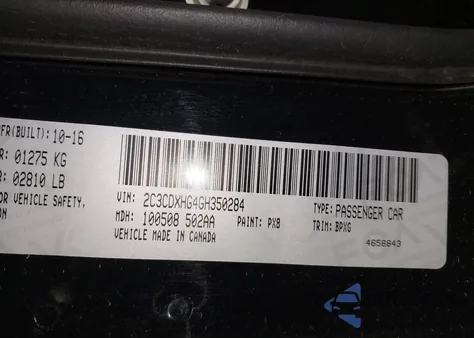 FR(BUILT): 10-16
R: 01275 KG
: 02810 LB
OR VEHICLE SAFETY,
ON
VIN: 2C3CDXHG4GH350284
MDH: 100508 502AA PAINT: PX8
VEHICLE MADE IN CANADA
TYPE: PASSENGER CAR
TRIM: BPXG
4658843